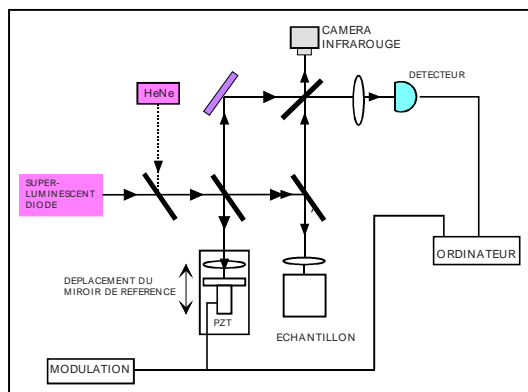 CAMERA
INFRAROUGE
DETECTEUR
HeNe
SUPER-
LUMINESCENT
DIODE
ORDINATEUR
DEPLACEMENT DU
MIROIR DE REFERENCE
PZT
ECHANTILLON
MODULATION